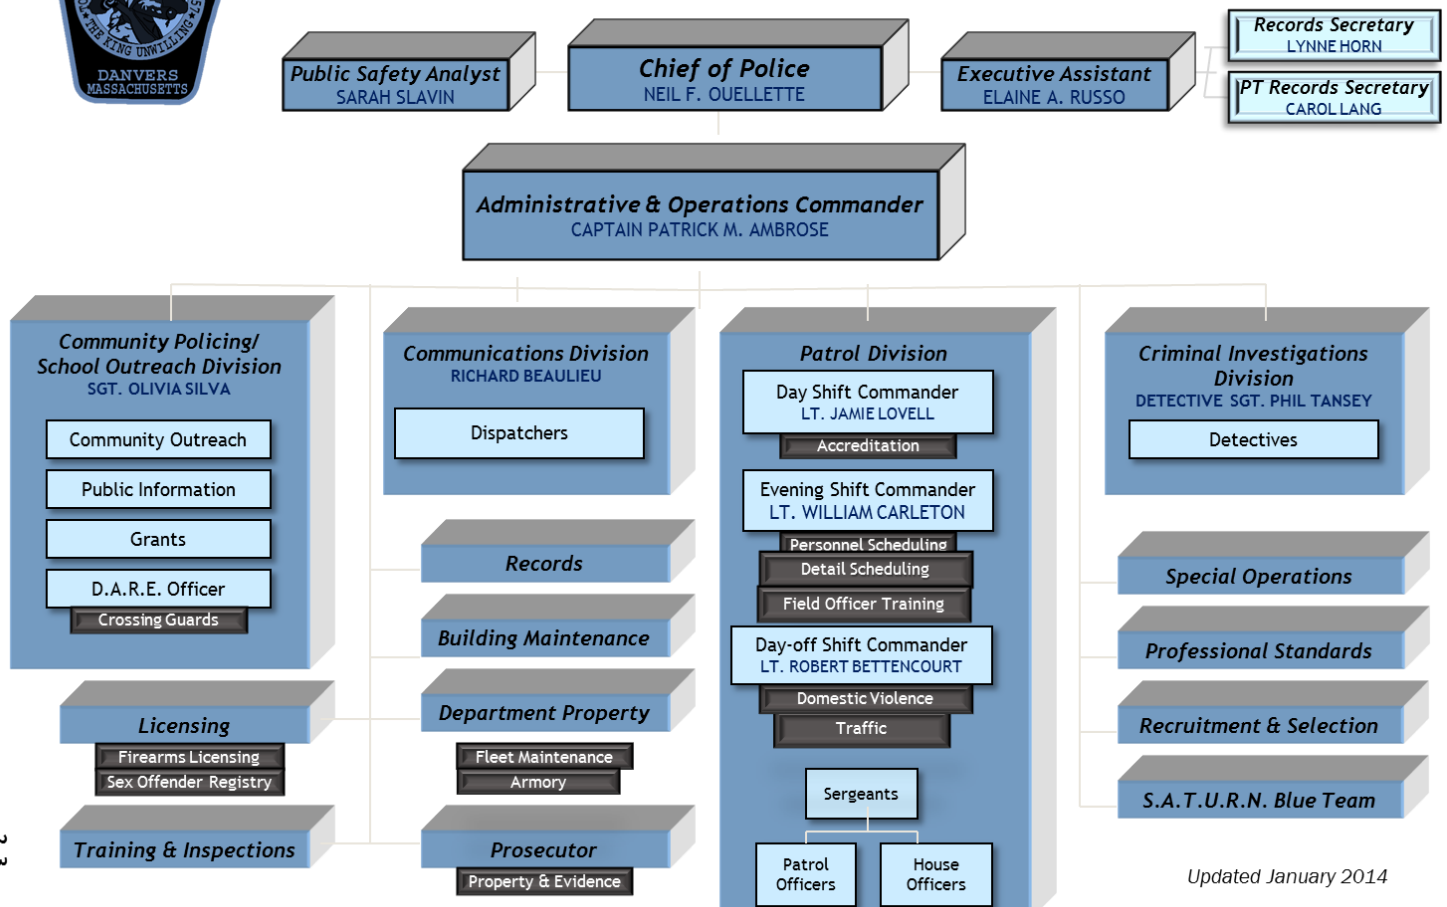 THE KING UNWILLING
DANVERS
MASSACHUSETTS
Public Safety Analyst
SARAH SLAVIN
Chief of Police
NEIL F. OUELLETTE
Executive Assistant
ELAINE A. RUSSO
Records Secretary
LYNNE HORN
PT Records Secretary
CAROL LANG
Administrative & Operations Commander
CAPTAIN PATRICK M. AMBROSE
Community Policing/
School Outreach Division
SGT. OLIVIA SILVA
Community Outreach
Public Information
Grants
D.A.R.E. Officer
Crossing Guards
Licensing
Firearms Licensing
Sex Offender Registry
Training & Inspections
Communications Division
RICHARD BEAULIEU
Dispatchers
Records
Building Maintenance
Department Property
Fleet Maintenance
Armory
Prosecutor
Property & Evidence
Patrol Division
Day Shift Commander
LT. JAMIE LOVELL
Accreditation
Evening Shift Commander
LT. WILLIAM CARLETON
Personnel Scheduling
Detail Scheduling
Field Officer Training
Day-off Shift Commander
LT. ROBERT BETTENCOURT
Domestic Violence
Traffic
Sergeants
Patrol
Officers
House
Officers
Criminal Investigations
Division
DETECTIVE SGT. PHIL TANSEY
Detectives
Special Operations
Professional Standards
Recruitment & Selection
S.A.T.U.R.N. Blue Team
Updated January 2014